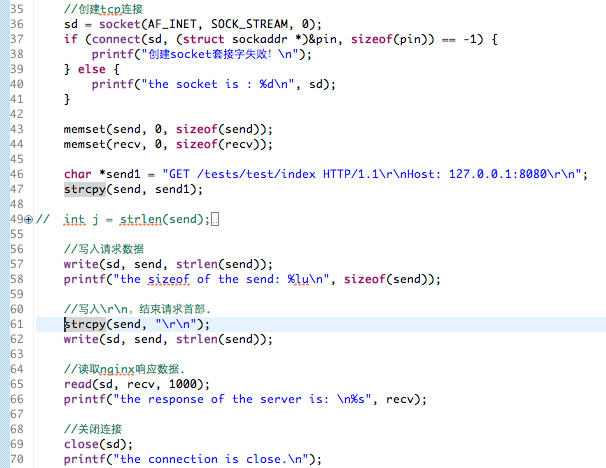 35 //创建tcp连接
36 sd = socket(AF_INET, SOCK_STREAM, 0);
37 if (connect(sd, (struct sockaddr *)&pin, sizeof(pin)) == -1) {
38 printf("创建socket套接字失败！\n");
39 } else {
40 printf("the socket is : %d\n", sd);
41 }
42
43 memset(send, 0, sizeof(send));
44 memset(recv, 0, sizeof(recv));
45
46 char *send1 = "GET /tests/test/index HTTP/1.1\r\nHost: 127.0.0.1:8080\r\n";
47 strcpy(send, send1);
48
49 // int j = strlen(send);
55
56 //写入请求数据
57 write(sd, send, strlen(send));
58 printf("the sizeof of the send: %lu\n", sizeof(send));
59
60 //写入\r\n，结束请求首部.
61 strcpy(send, "\r\n");
62 write(sd, send, strlen(send));
63
64 //读取nginx响应数据.
65 read(sd, recv, 1000);
66 printf("the response of the server is: \n%s", recv);
67
68 //关闭连接
69 close(sd);
70 printf("the connection is close.\n");